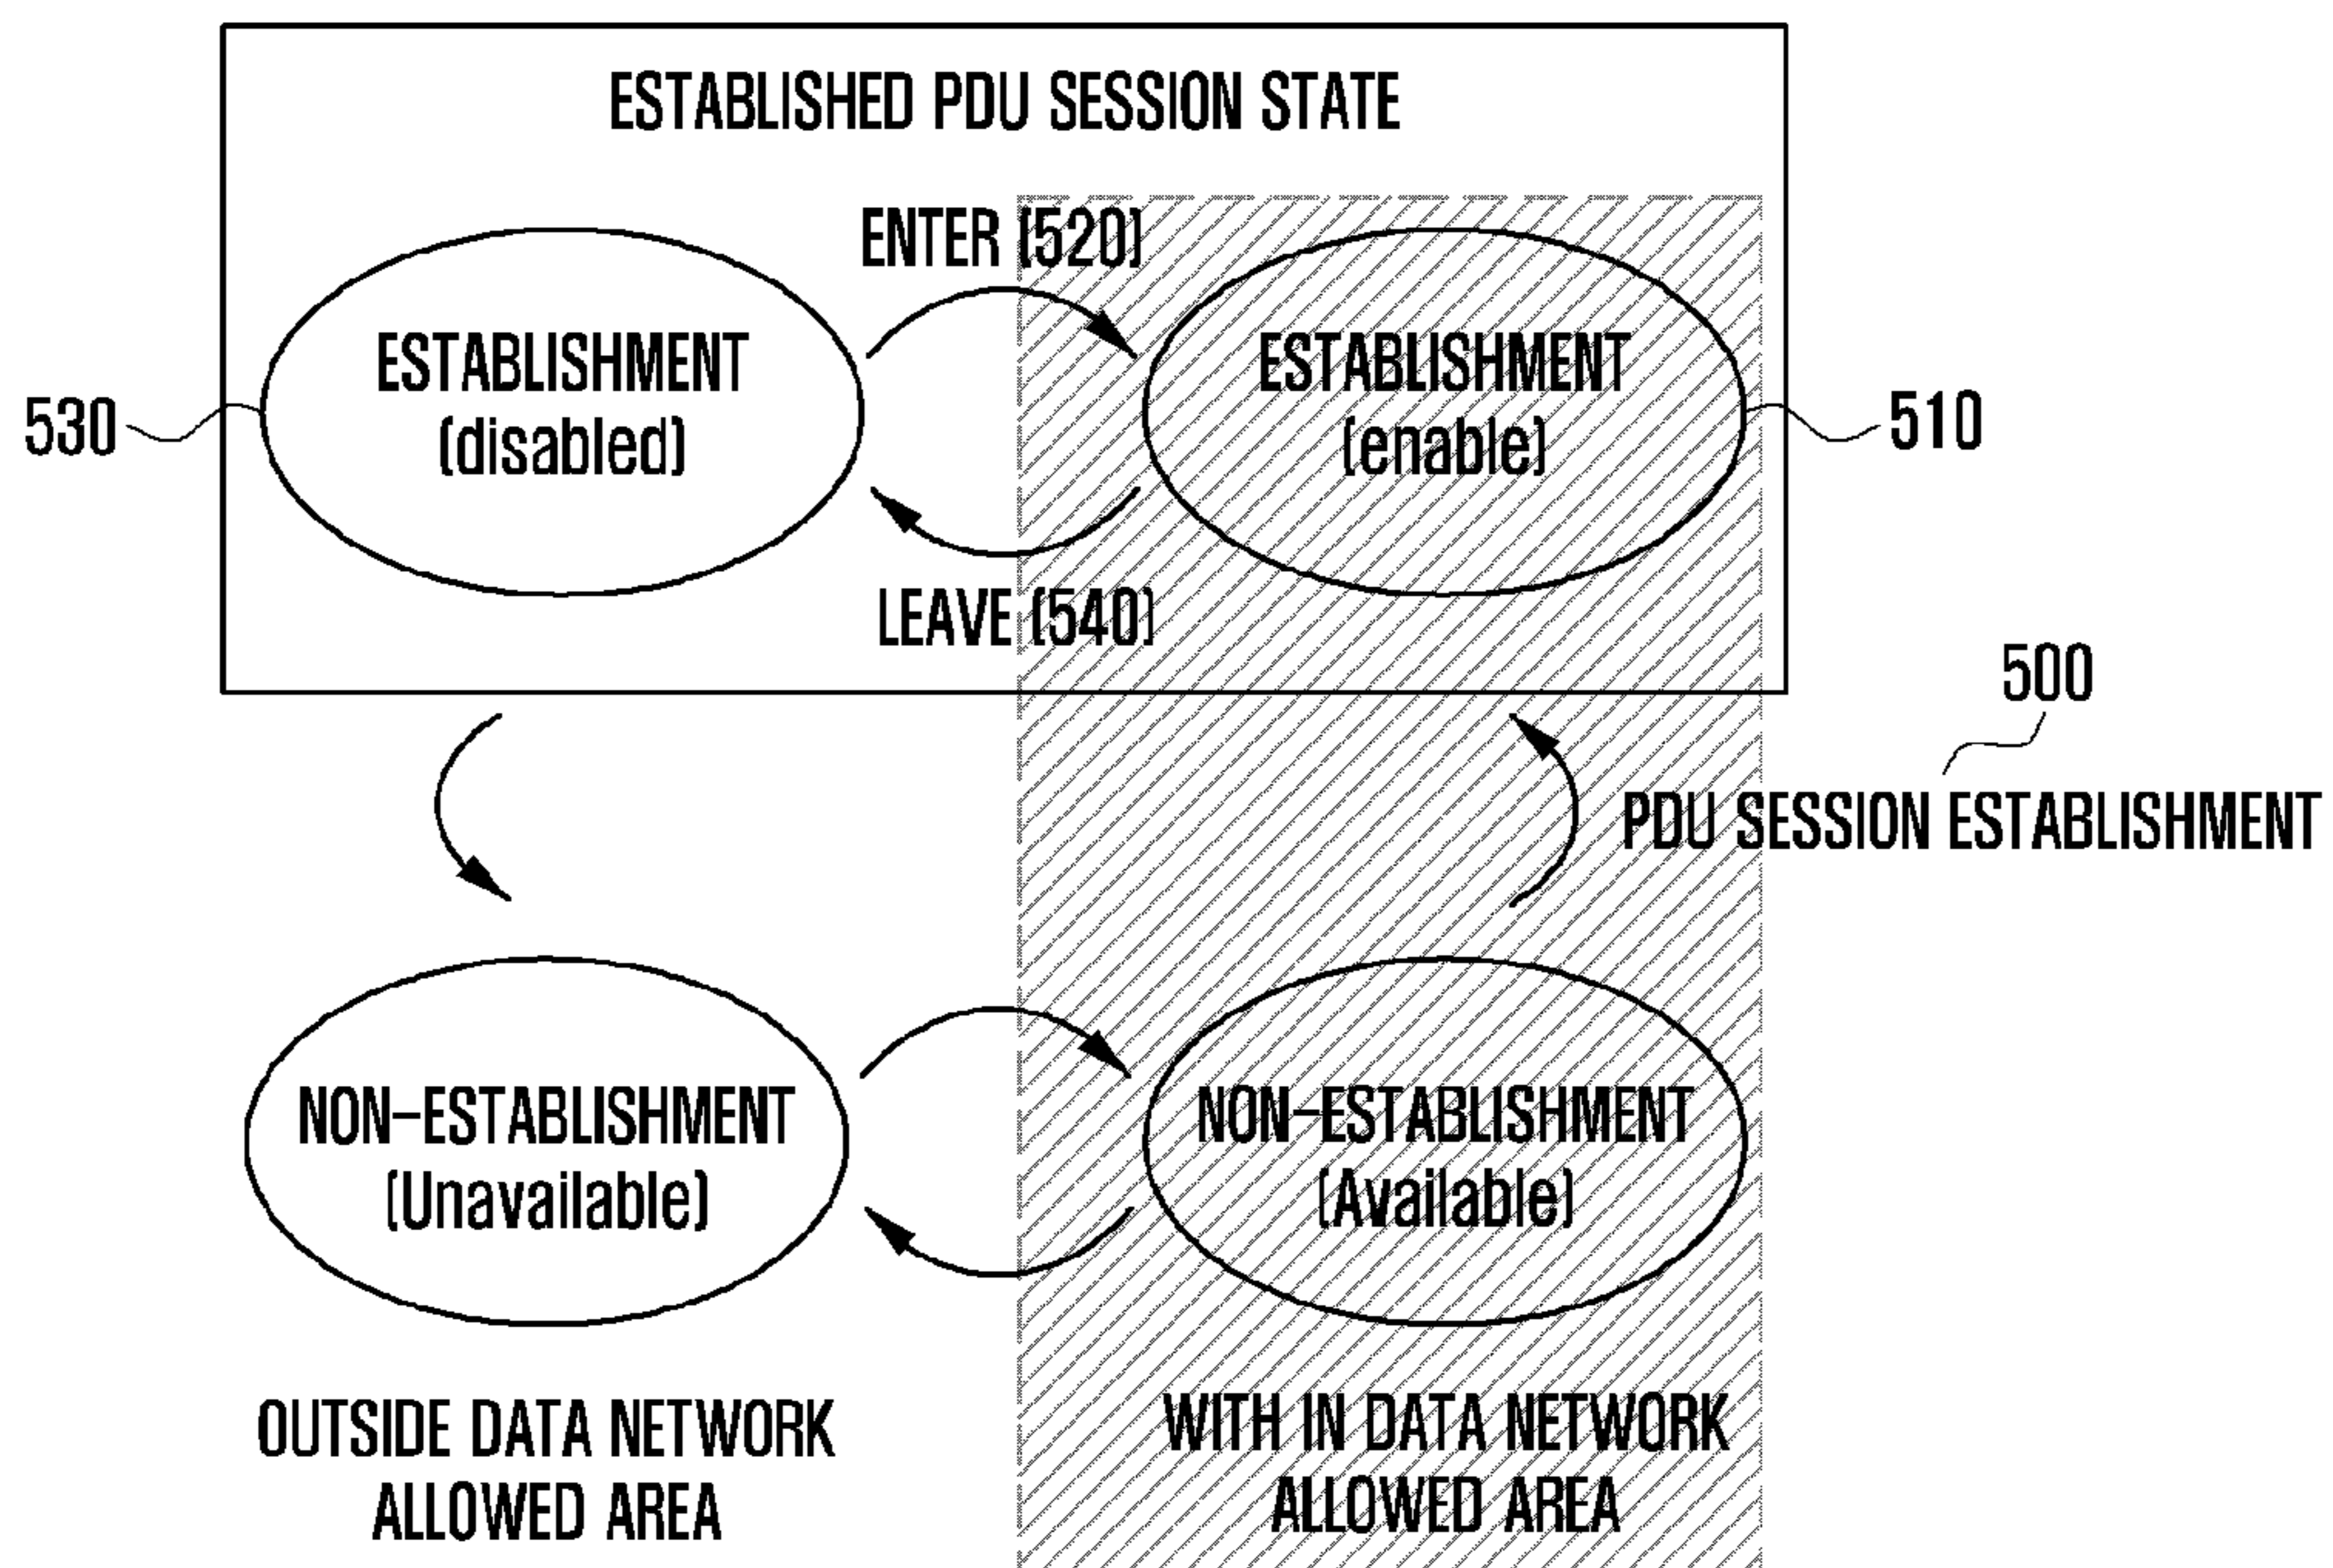 ESTABLISHED PDU SESSION STATE
ENTER (520)
ESTABLISHMENT
(disabled)
ESTABLISHMENT
(enable)
530
510
LEAVE (540)
500
PDU SESSION ESTABLISHMENT
NON-ESTABLISHMENT
(Unavailable)
NON-ESTABLISHMENT
(Available)
OUTSIDE DATA NETWORK
ALLOWED AREA
WITH IN DATA NETWORK
ALLOWED AREA